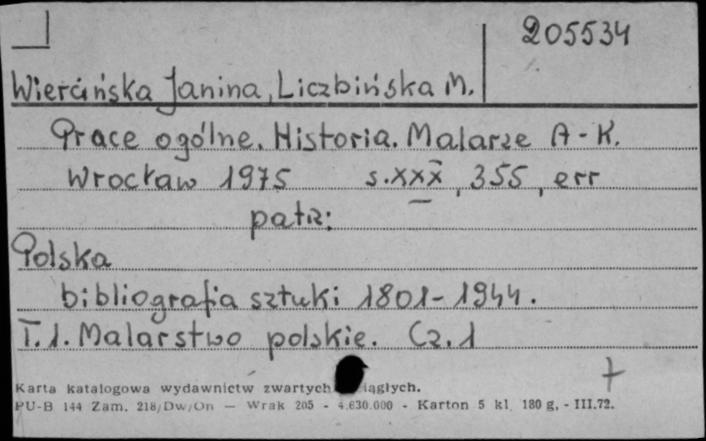 205534
Wiercińska Janina, Liczbińska M.
Prace ogólne. Historia. Malarze A-K.
Wrocław 1975 s.XXX, 355, err
patrz:
Polska
bibliografia sztuki 1801-1944.
T.1. Malarstwo polskie. Cz.1
Karta katalogowa wydawnictw zwartych iągłych.
PU-B 144 Zam. 218/Dw/On — Wrak 205 - 4.630.000 - Karton 5 kl. 180 g. - III.72.